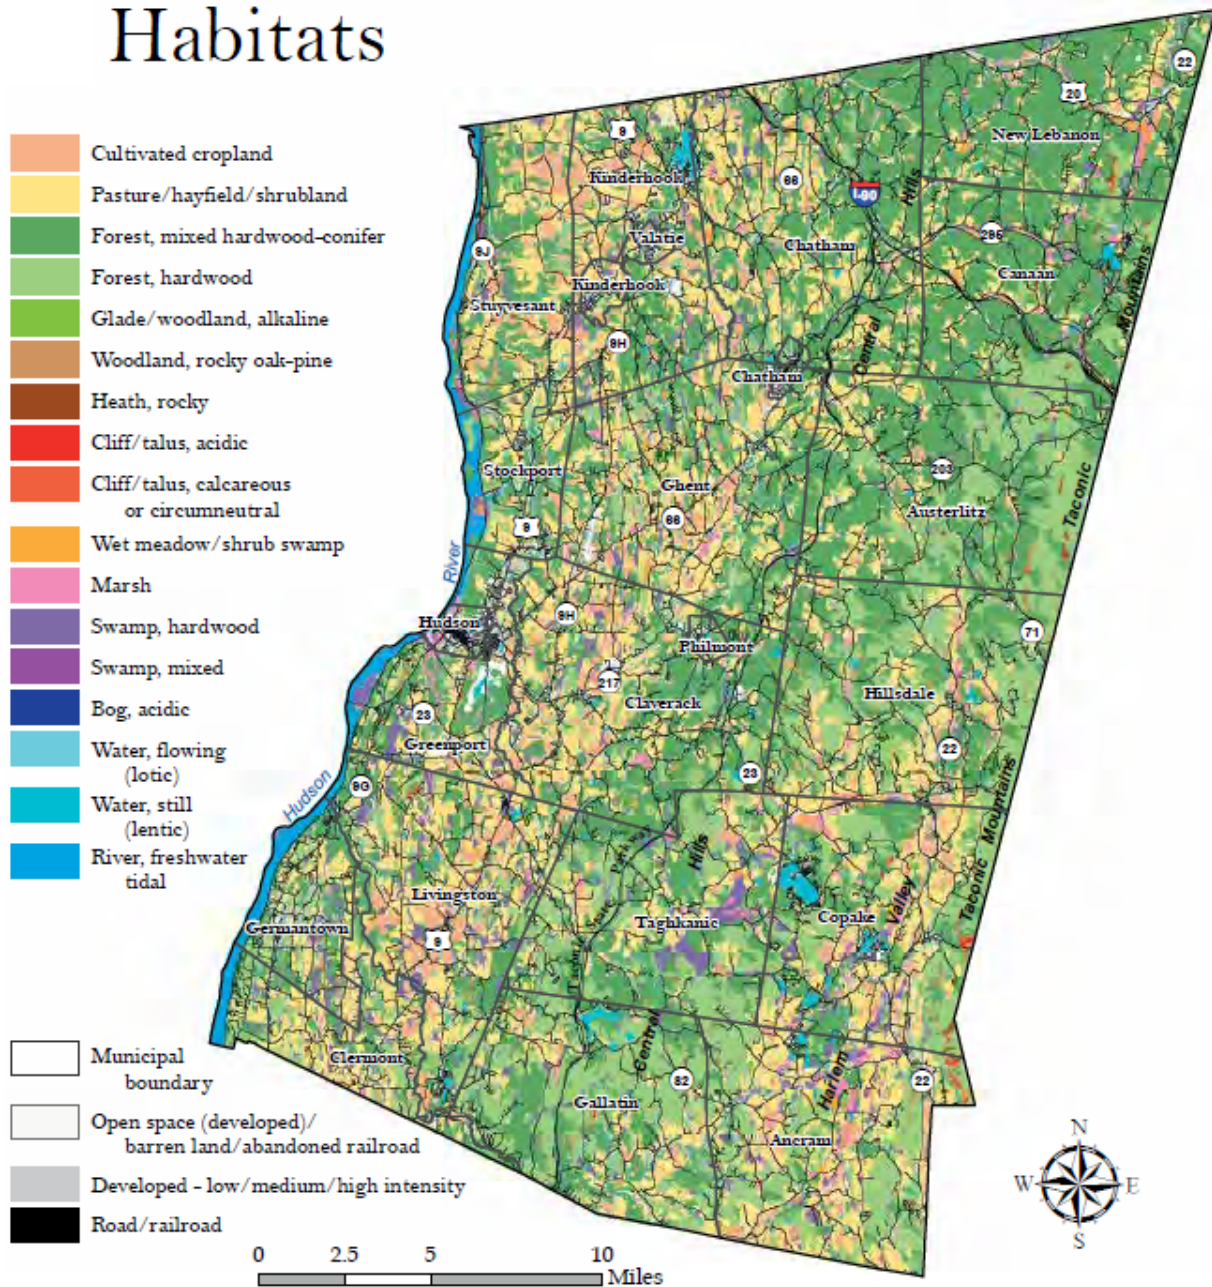 Habitats
Cultivated cropland
Pasture/hayfield/shrubland
Forest, mixed hardwood-conifer
Forest, hardwood
Glade/woodland, alkaline
Woodland, rocky oak-pine
Heath, rocky
Cliff/talus, acidic
Cliff/talus, calcareous
or circumneutral
Wet meadow/shrub swamp
Marsh
Swamp, hardwood
Swamp, mixed
Bog, acidic
Water, flowing
(lotic)
Water, still
(lentic)
River, freshwater
tidal
Municipal
boundary
Open space (developed)/
barren land/abandoned railroad
Developed - low/medium/high intensity
Road/railroad
22
20
New Lebanon
9
Kinderhook
66
I-90
Hills
Valatie
Chatham
295
Canaan
9J
Kinderhook
Stuyvesant
Mountains
9H
Central
Chatham
Stockport
Ghent
203
Austerlitz
Taconic
66
9
River
Hudson
9H
Philmont
71
217
Claverack
Hillsdale
23
Greenport
22
23
9G
Hudson
Mountains
Taconic State Parkway
Hills
Livingston
Taghkanic
Copake
Valley
Taconic
Germantown
9
Central
Clermont
82
Harlem
22
Gallatin
Ancram
N
W
E
S
0
2.5
5
10
Miles